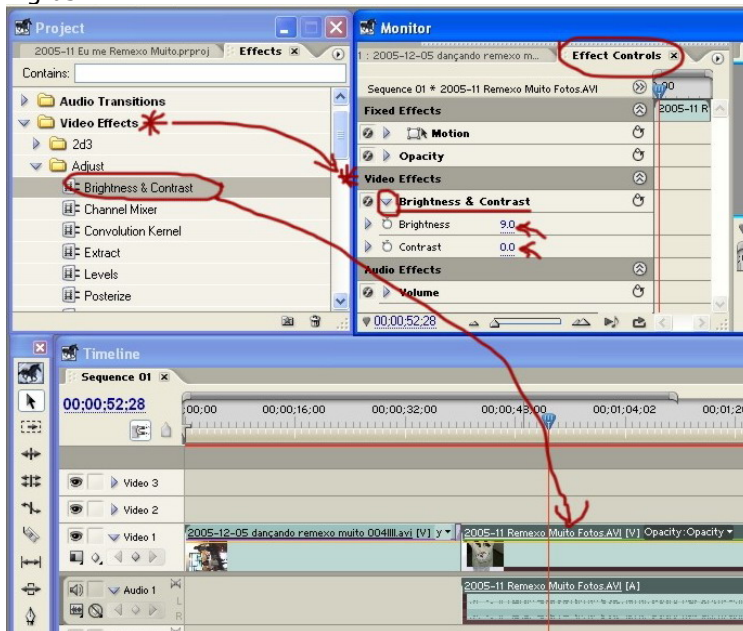 Project
2005-11 Eu me Remexo Muito.prproj
Effects
Contains:
Audio Transitions
Video Effects
2d3
Adjust
Brightness & Contrast
Channel Mixer
Convolution Kernel
Extract
Levels
Posterize
Monitor
1 : 2005-12-05 dançando remexo m...
Effect Controls
Sequence 01 * 2005-11 Remexo Muito Fotos.AVI
2005-11 R
Fixed Effects
Motion
Opacity
Video Effects
Brightness & Contrast
Brightness 9.0
Contrast 0.0
Audio Effects
Volume
00;00;52;28
Timeline
Sequence 01
00;00;52;28
;00;00 00;00;16;00 00;00;32;00 00;00;48;00 00;01;04;02 00;01;20
Video 3
Video 2
Video 1
2005-12-05 dançando remexo muito 004llll.avi [V]
2005-11 Remexo Muito Fotos.AVI [V] Opacity:Opacity
Audio 1
2005-11 Remexo Muito Fotos.AVI [A]
L
R